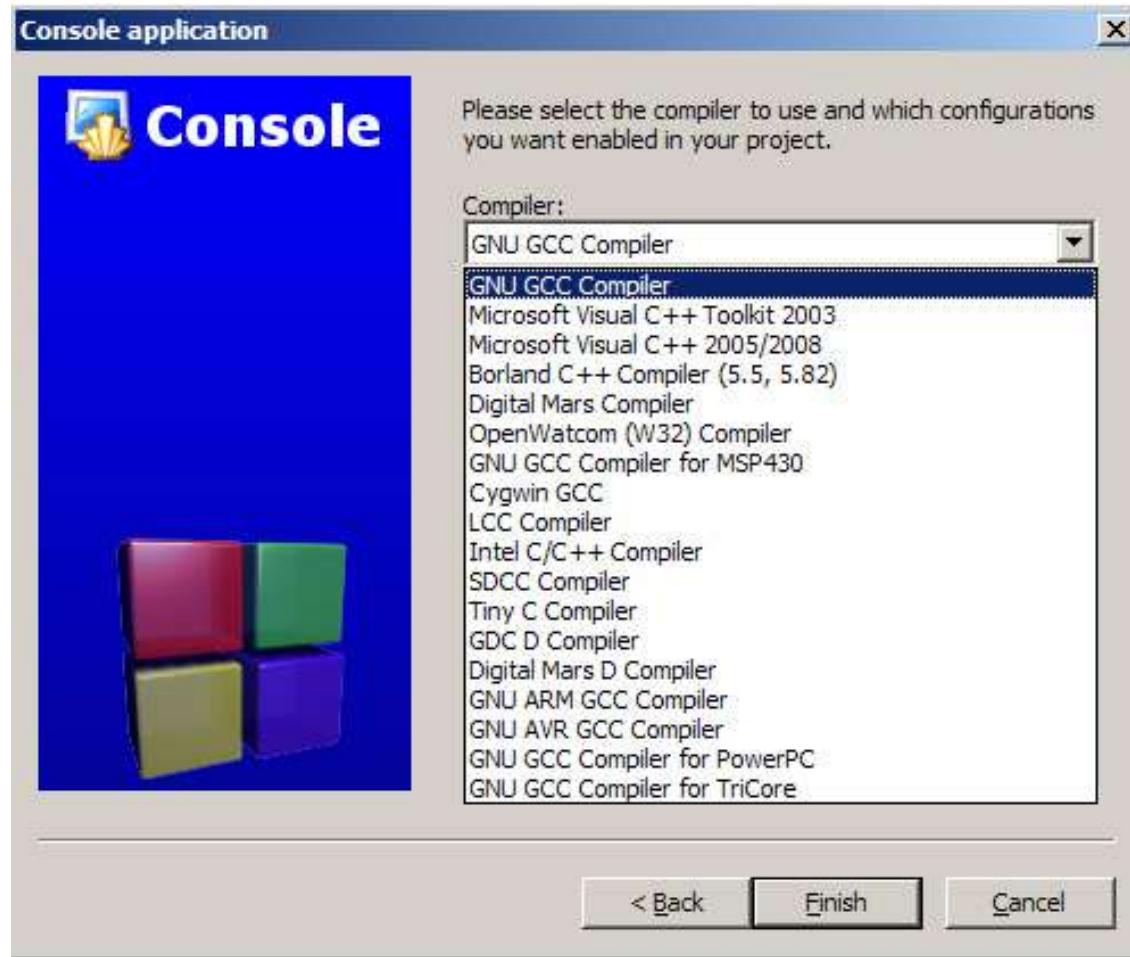 Console application
Console
Please select the compiler to use and which configurations
you want enabled in your project.
Compiler:
GNU GCC Compiler
GNU GCC Compiler
Microsoft Visual C++ Toolkit 2003
Microsoft Visual C++ 2005/2008
Borland C++ Compiler (5.5, 5.82)
Digital Mars Compiler
OpenWatcom (W32) Compiler
GNU GCC Compiler for MSP430
Cygwin GCC
LCC Compiler
Intel C/C++ Compiler
SDCC Compiler
Tiny C Compiler
GDC D Compiler
Digital Mars D Compiler
GNU ARM GCC Compiler
GNU AVR GCC Compiler
GNU GCC Compiler for PowerPC
GNU GCC Compiler for TriCore
< Back
Finish
Cancel